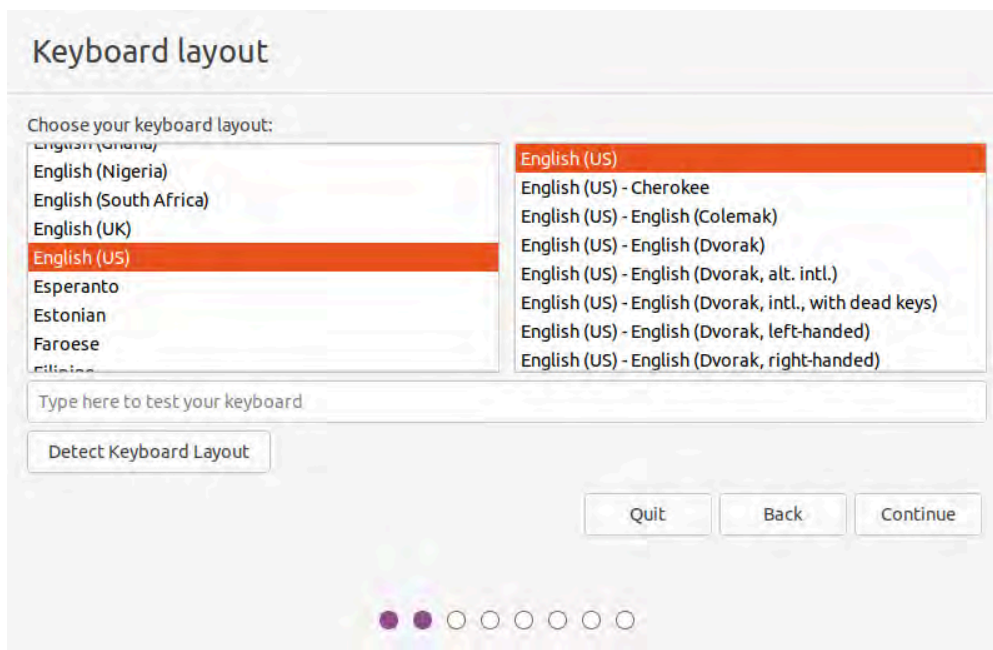 Keyboard layout
Choose your keyboard layout:
English (Ghana)
English (Nigeria)
English (South Africa)
English (UK)
English (US)
Esperanto
Estonian
Faroese
Filipino
English (US)
English (US) - Cherokee
English (US) - English (Colemak)
English (US) - English (Dvorak)
English (US) - English (Dvorak, alt. intl.)
English (US) - English (Dvorak, intl., with dead keys)
English (US) - English (Dvorak, left-handed)
English (US) - English (Dvorak, right-handed)
Type here to test your keyboard
Detect Keyboard Layout
Quit Back Continue